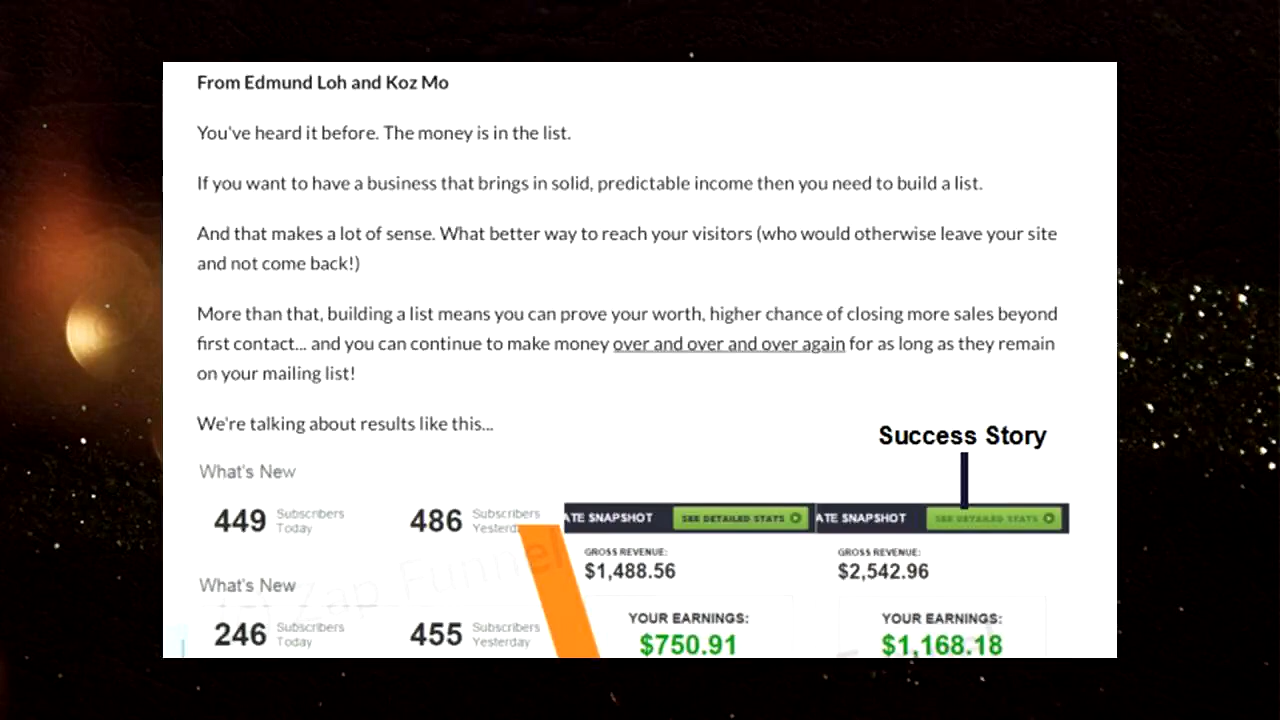 From Edmund Loh and Koz Mo
You've heard it before. The money is in the list.
If you want to have a business that brings in solid, predictable income then you need to build a list.
And that makes a lot of sense. What better way to reach your visitors (who would otherwise leave your site
and not come back!)
More than that, building a list means you can prove your worth, higher chance of closing more sales beyond
first contact... and you can continue to make money over and over and over again for as long as they remain
on your mailing list!
We're talking about results like this...
Success Story
What's New
449 Subscribers Today
486 Subscribers Yesterd
ATE SNAPSHOT SEE DETAILED STATS
ATE SNAPSHOT SEE DETAILED STATS
GROSS REVENUE:
$1,488.56
GROSS REVENUE:
$2,542.96
Zap Funnel
What's New
246 Subscribers Today
455 Subscribers Yesterday
YOUR EARNINGS:
$750.91
YOUR EARNINGS:
$1,168.18